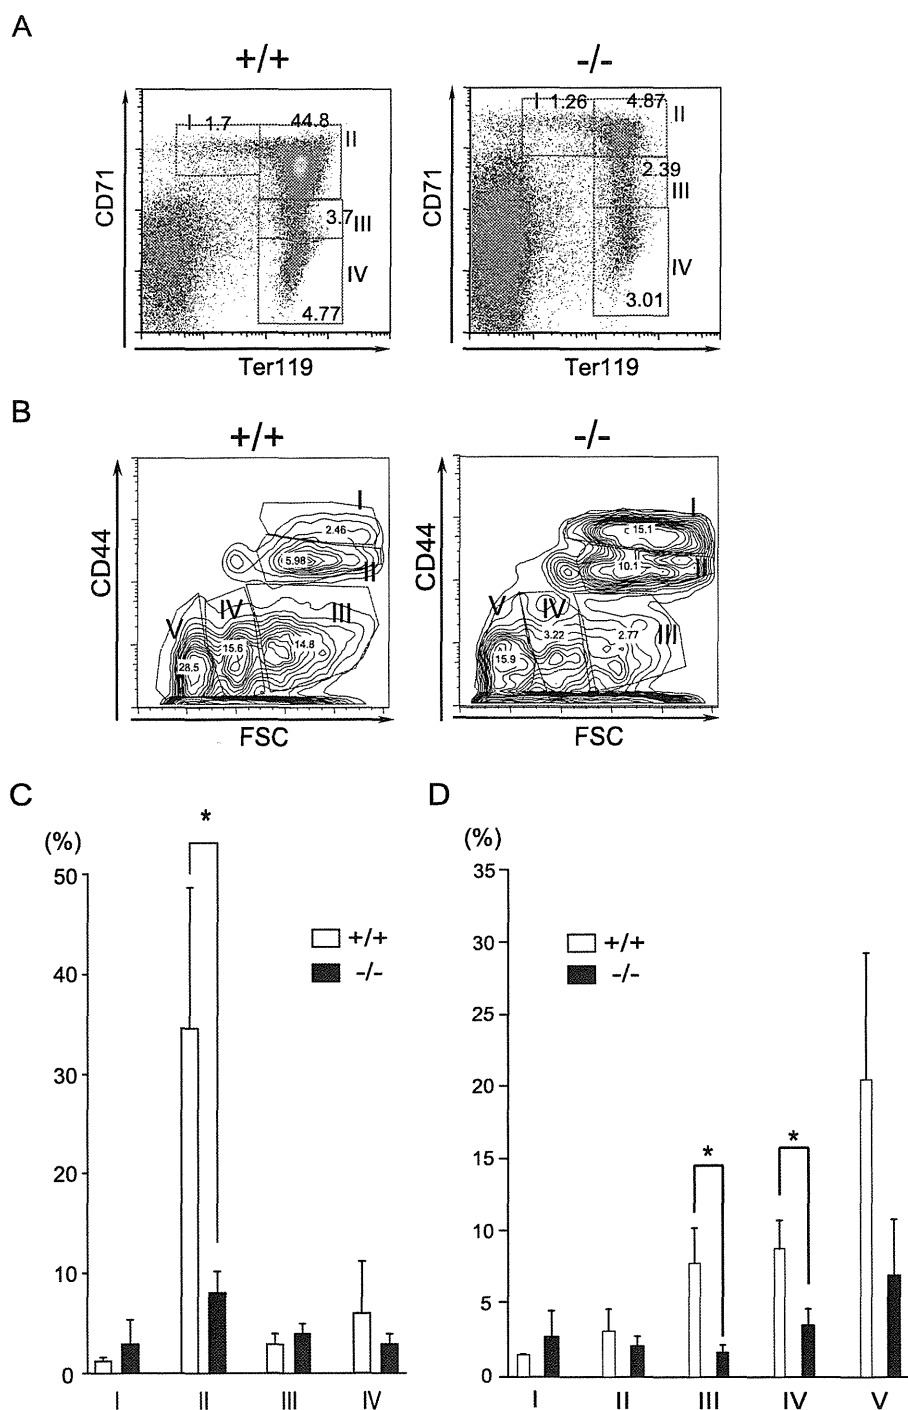 A
+/+
-/-
I 1.7
44.8
II
3.7
III
IV
4.77
CD71
Ter119
I 1.26
4.87
II
2.39
III
IV
3.01
CD71
Ter119
B
+/+
-/-
I
2.46
5.98
II
III
IV
V
14.8
15.6
28.5
CD44
FSC
I
15.1
II
10.1
III
IV
V
3.22
2.77
15.9
CD44
FSC
C
(%)
*
50
40
30
20
10
0
+/+
-/-
I II III IV
D
(%)
35
30
25
20
15
10
5
0
+/+
-/-
*
*
I II III IV V